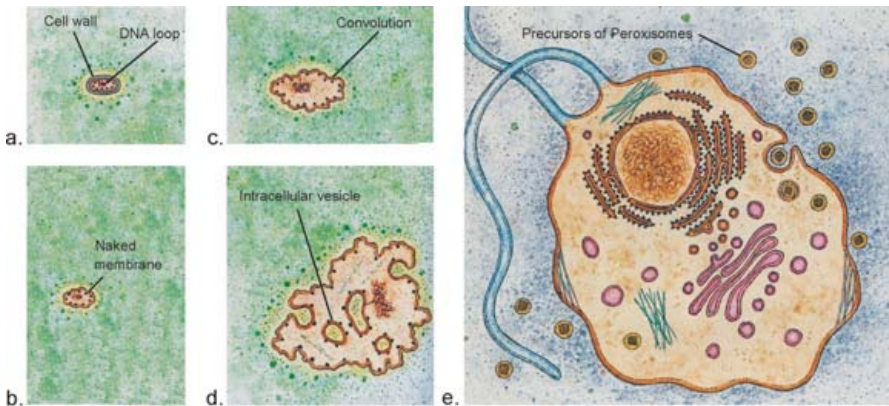 Cell wall
DNA loop
a.
Convolution
c.
Precursors of Peroxisomes
Naked
membrane
b.
Intracellular vesicle
d.
e.